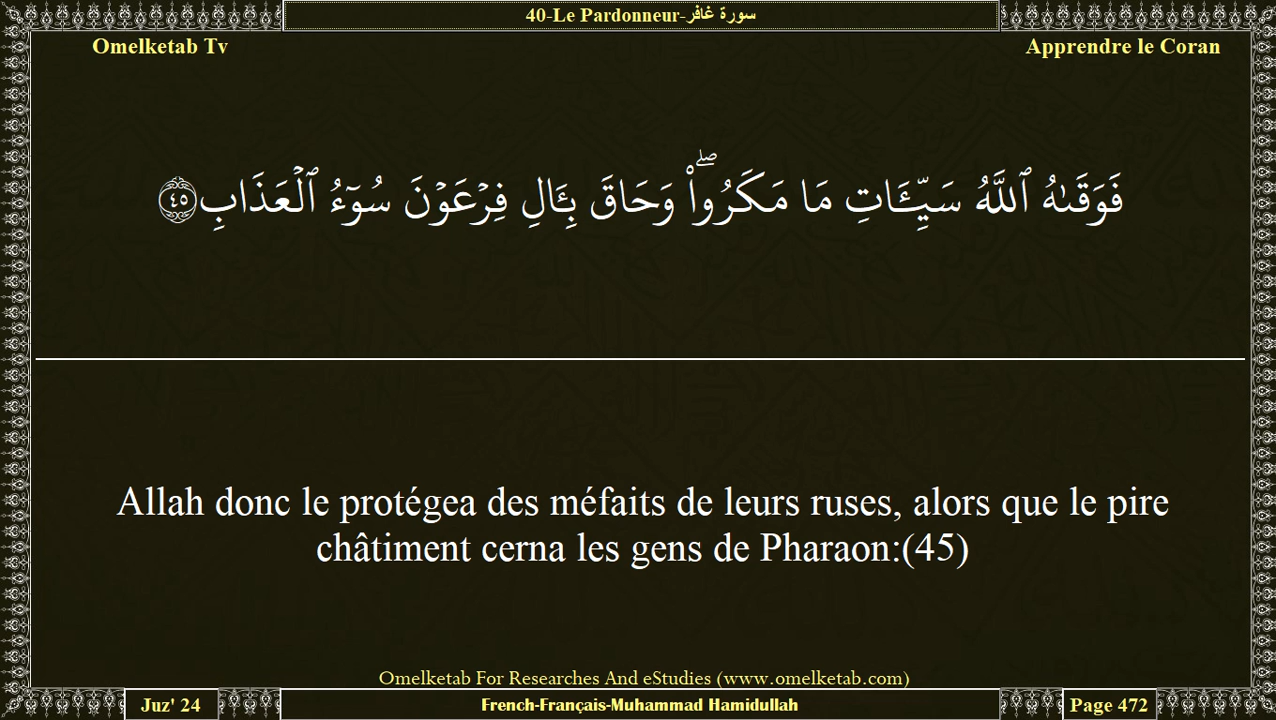 40-Le Pardonneur-سورة غافر
Omelketab Tv
Apprendre le Coran
فَوَقَىٰهُ ٱللَّهُ سَيِّـَٔاتِ مَا مَكَرُوا۟ۖ وَحَاقَ بِـَٔالِ فِرْعَوْنَ سُوٓءُ ٱلْعَذَابِ ٤٥
Allah donc le protégea des méfaits de leurs ruses, alors que le pire
châtiment cerna les gens de Pharaon:(45)
Omelketab For Researches And eStudies (www.omelketab.com)
Juz' 24
French-Français-Muhammad Hamidullah
Page 472